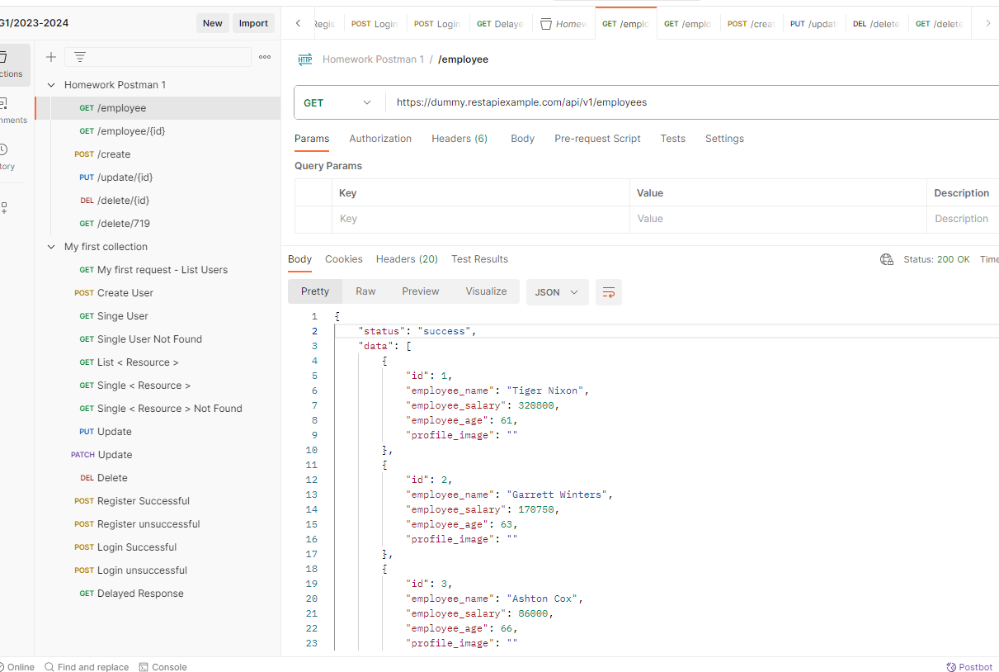 G1/2023-2024
New
Import
Regis
POST Login
POST Login
GET Delaye
Homew
GET /emplo
GET /emplo
POST /creat
PUT /updat
DEL /delete
GET /delete
Homework Postman 1 / /employee
HTTP
ctions
nments
tory
Homework Postman 1
GET /employee
GET /employee/{id}
POST /create
PUT /update/{id}
DEL /delete/{id}
GET /delete/719
My first collection
GET My first request - List Users
POST Create User
GET Singe User
GET Single User Not Found
GET List < Resource >
GET Single < Resource >
GET Single < Resource > Not Found
PUT Update
PATCH Update
DEL Delete
POST Register Successful
POST Register unsuccessful
POST Login Successful
POST Login unsuccessful
GET Delayed Response
GET
https://dummy.restapiexample.com/api/v1/employees
Params Authorization Headers (6) Body Pre-request Script Tests Settings
Query Params
Key Value Description
Key Value Description
Body Cookies Headers (20) Test Results
Status: 200 OK Time
Pretty Raw Preview Visualize JSON
1 {
2 "status": "success",
3 "data": [
4 {
5 "id": 1,
6 "employee_name": "Tiger Nixon",
7 "employee_salary": 320800,
8 "employee_age": 61,
9 "profile_image": ""
10 },
11 {
12 "id": 2,
13 "employee_name": "Garrett Winters",
14 "employee_salary": 170750,
15 "employee_age": 63,
16 "profile_image": ""
17 },
18 {
19 "id": 3,
20 "employee_name": "Ashton Cox",
21 "employee_salary": 86000,
22 "employee_age": 66,
23 "profile_image": ""
Online Find and replace Console
Postbot